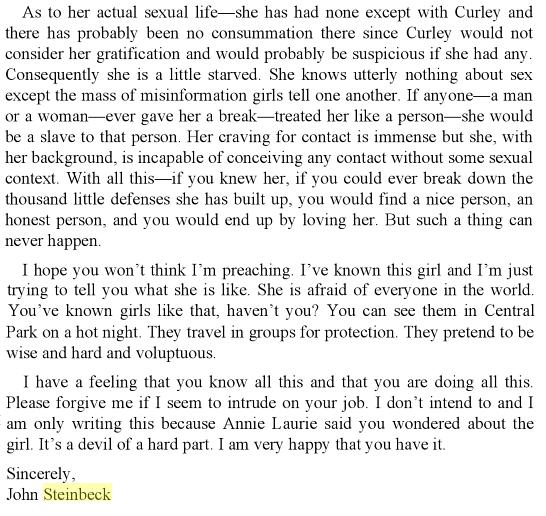 As to her actual sexual life—she has had none except with Curley and
there has probably been no consummation there since Curley would not
consider her gratification and would probably be suspicious if she had any.
Consequently she is a little starved. She knows utterly nothing about sex
except the mass of misinformation girls tell one another. If anyone—a man
or a woman—ever gave her a break—treated her like a person—she would
be a slave to that person. Her craving for contact is immense but she, with
her background, is incapable of conceiving any contact without some sexual
context. With all this—if you knew her, if you could ever break down the
thousand little defenses she has built up, you would find a nice person, an
honest person, and you would end up by loving her. But such a thing can
never happen.
I hope you won’t think I’m preaching. I’ve known this girl and I’m just
trying to tell you what she is like. She is afraid of everyone in the world.
You’ve known girls like that, haven’t you? You can see them in Central
Park on a hot night. They travel in groups for protection. They pretend to be
wise and hard and voluptuous.
I have a feeling that you know all this and that you are doing all this.
Please forgive me if I seem to intrude on your job. I don’t intend to and I
am only writing this because Annie Laurie said you wondered about the
girl. It’s a devil of a hard part. I am very happy that you have it.
Sincerely,
John Steinbeck